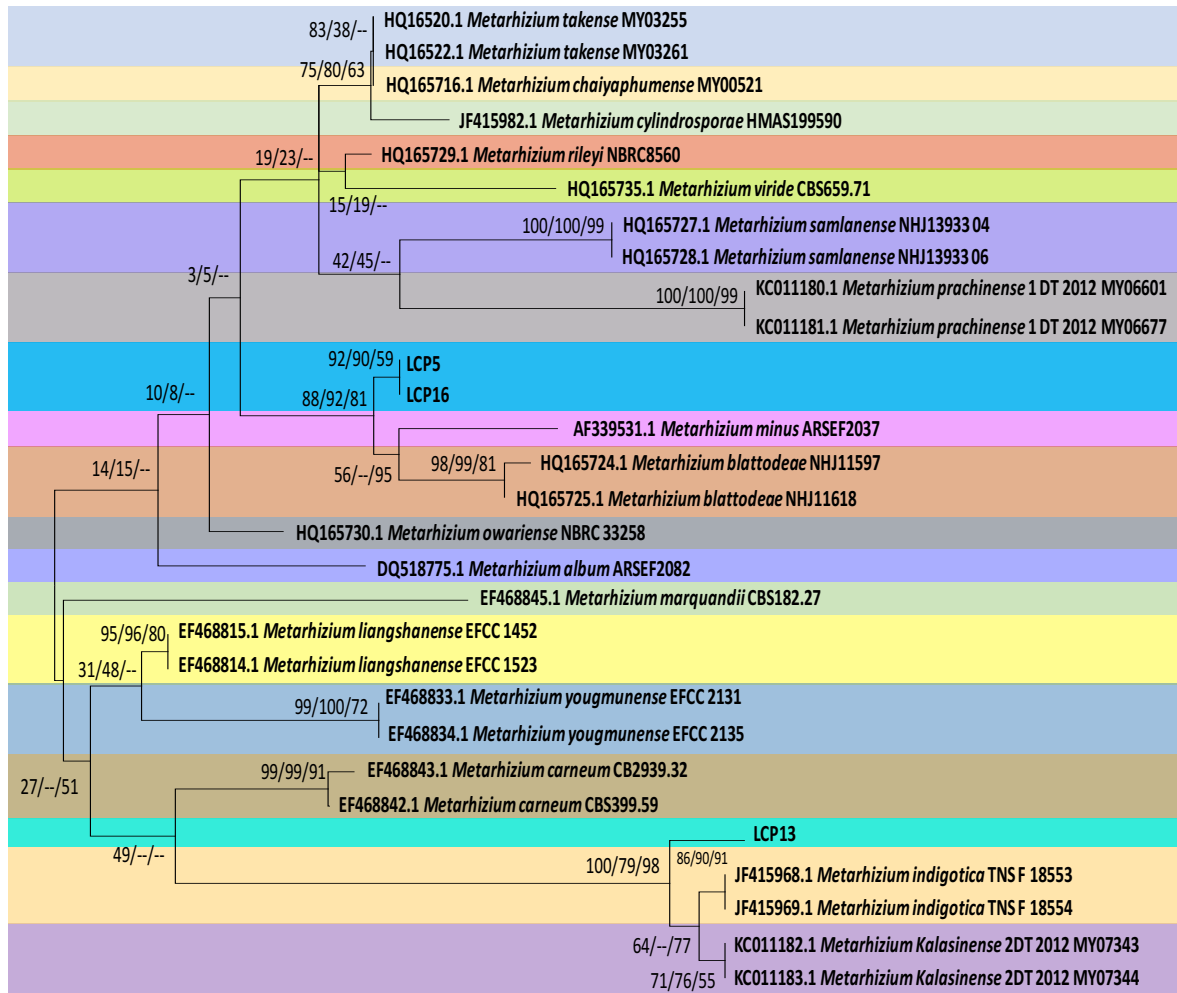 HQ16520.1 Metarhizium takense MY03255
83/38/--
HQ16522.1 Metarhizium takense MY03261
75/80/63
HQ165716.1 Metarhizium chaiyaphumense MY00521
JF415982.1 Metarhizium cylindrosporae HMAS199590
19/23/--
HQ165729.1 Metarhizium rileyi NBRC8560
HQ165735.1 Metarhizium viride CBS659.71
15/19/--
100/100/99
HQ165727.1 Metarhizium samlanense NHJ13933 04
HQ165728.1 Metarhizium samlanense NHJ13933 06
42/45/--
3/5/--
KC011180.1 Metarhizium prachinense 1 DT 2012 MY06601
100/100/99
KC011181.1 Metarhizium prachinense 1 DT 2012 MY06677
92/90/59
LCP5
LCP16
10/8/--
88/92/81
AF339531.1 Metarhizium minus ARSEF2037
14/15/--
56/--/95
98/99/81
HQ165724.1 Metarhizium blattodeae NHJ11597
HQ165725.1 Metarhizium blattodeae NHJ11618
HQ165730.1 Metarhizium owariense NBRC 33258
DQ518775.1 Metarhizium album ARSEF2082
EF468845.1 Metarhizium marquandii CBS182.27
95/96/80
EF468815.1 Metarhizium liangshanense EFCC 1452
EF468814.1 Metarhizium liangshanense EFCC 1523
31/48/--
EF468833.1 Metarhizium yougmunense EFCC 2131
99/100/72
EF468834.1 Metarhizium yougmunense EFCC 2135
99/99/91
EF468843.1 Metarhizium carneum CB2939.32
27/--/51
EF468842.1 Metarhizium carneum CBS399.59
LCP13
49/--/--
100/79/98
86/90/91
JF415968.1 Metarhizium indigotica TNS F 18553
JF415969.1 Metarhizium indigotica TNS F 18554
64/--/77
KC011182.1 Metarhizium Kalasinense 2DT 2012 MY07343
71/76/55
KC011183.1 Metarhizium Kalasinense 2DT 2012 MY07344